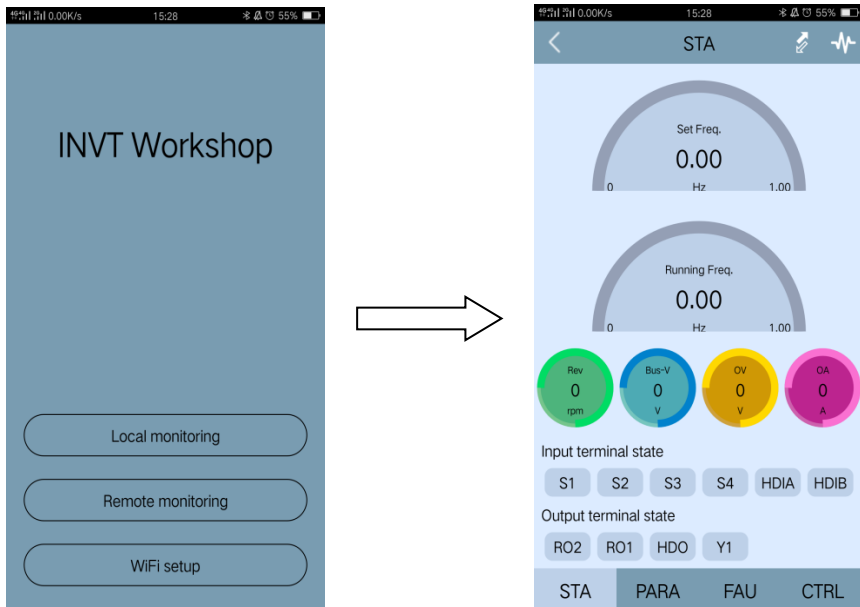 0.00K/s 15:28 55%
INVT Workshop
Local monitoring
Remote monitoring
WiFi setup
0.00K/s 15:28 55%
STA
Set Freq.
0.00
0 Hz 1.00
Running Freq.
0.00
0 Hz 1.00
Rev Bus-V OV OA
0 0 0 0
rpm V V A
Input terminal state
S1 S2 S3 S4 HDIA HDIB
Output terminal state
RO2 RO1 HDO Y1
STA PARA FAU CTRL